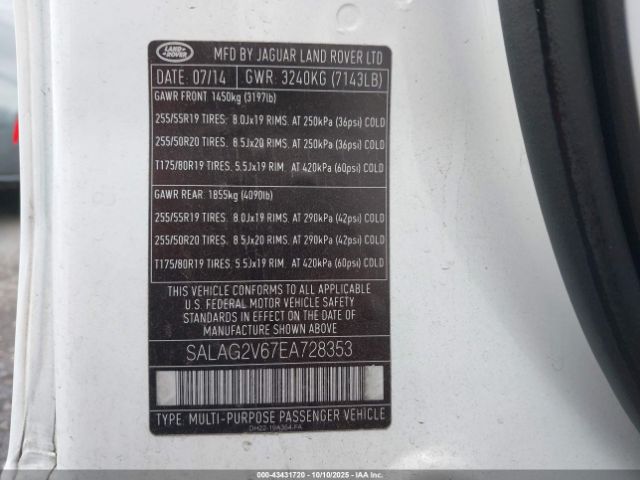 LAND ROVER
MFD BY JAGUAR LAND ROVER LTD
DATE: 07/14 GWR: 3240KG (7143LB)
GAWR FRONT 1450kg (3197lb)
255/55R19 TIRES. 8.0Jx19 RIMS. AT 250kPa (36psi) COLD
255/50R20 TIRES. 8.5Jx20 RIMS. AT 250kPa (36psi) COLD
T175/80R19 TIRES. 5.5Jx19 RIM. AT 420kPa (60psi) COLD
GAWR REAR: 1855kg (4090lb)
255/55R19 TIRES. 8.0Jx19 RIMS. AT 290kPa (42psi) COLD
255/50R20 TIRES. 8.5Jx20 RIMS. AT 290kPa (42psi) COLD
T175/80R19 TIRES. 5.5Jx19 RIM. AT 420kPa (60psi) COLD
THIS VEHICLE CONFORMS TO ALL APPLICABLE
U.S. FEDERAL MOTOR VEHICLE SAFETY
STANDARDS IN EFFECT ON THE DATE OF
MANUFACTURE SHOWN ABOVE
SALAG2V67EA728353
TYPE: MULTI-PURPOSE PASSENGER VEHICLE
DH22-19A364-FA
000-43431720 - 10/10/2025 - IAAI.COM